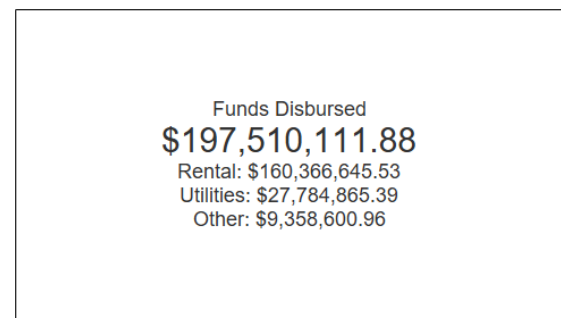 Funds Disbursed
$197,510,111.88
Rental: $160,366,645.53
Utilities: $27,784,865.39
Other: $9,358,600.96